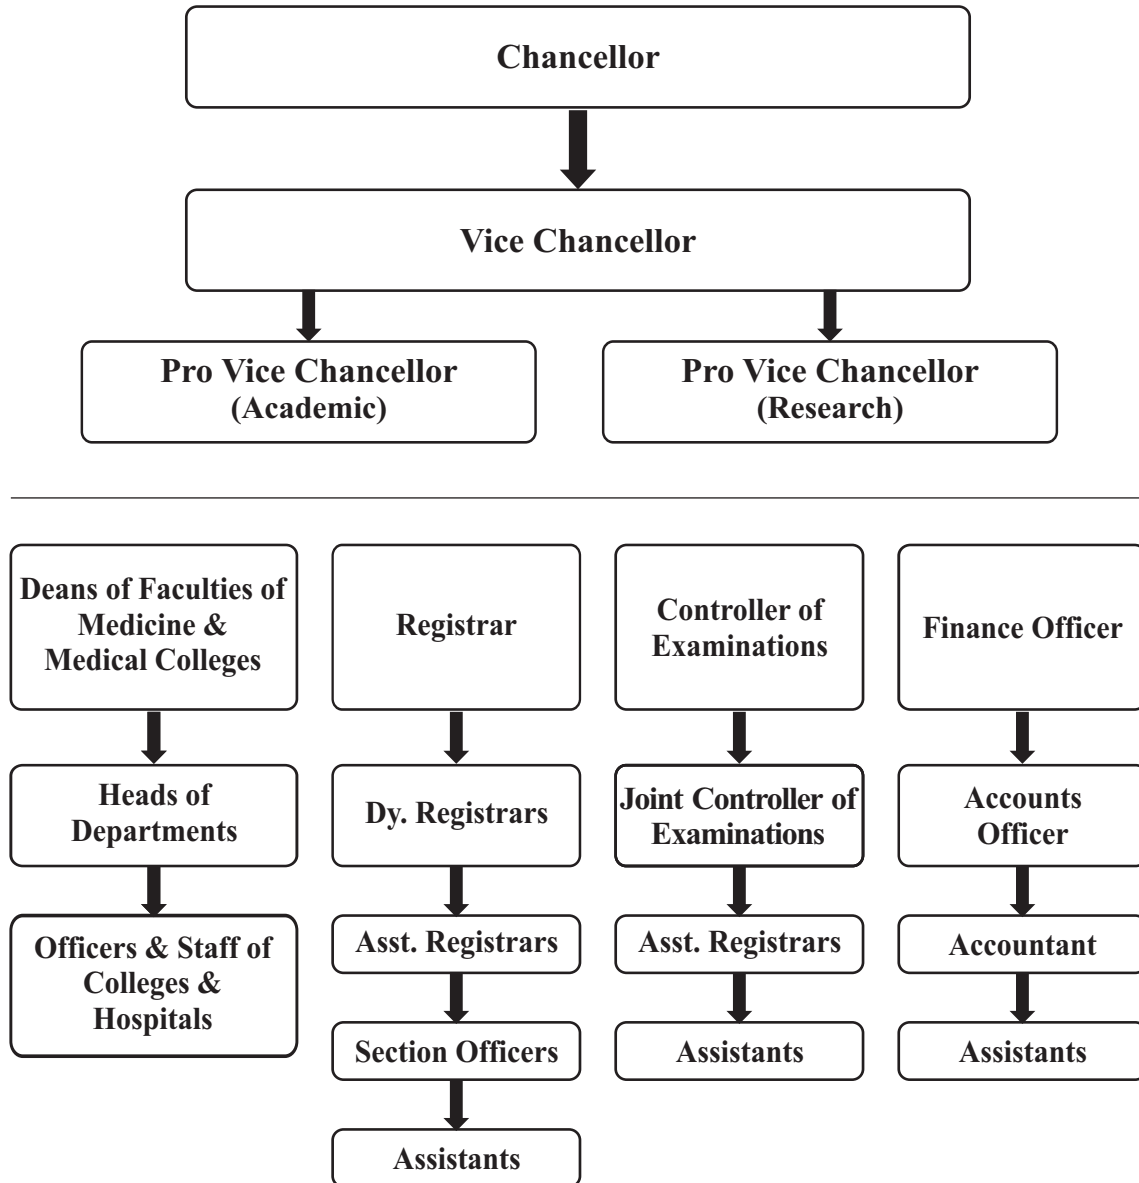 Chancellor
Vice Chancellor
Pro Vice Chancellor
(Academic)
Pro Vice Chancellor
(Research)
Deans of Faculties of
Medicine &
Medical Colleges
Registrar
Controller of
Examinations
Finance Officer
Heads of
Departments
Dy. Registrars
Joint Controller of
Examinations
Accounts
Officer
Officers & Staff of
Colleges &
Hospitals
Asst. Registrars
Asst. Registrars
Accountant
Section Officers
Assistants
Assistants
Assistants